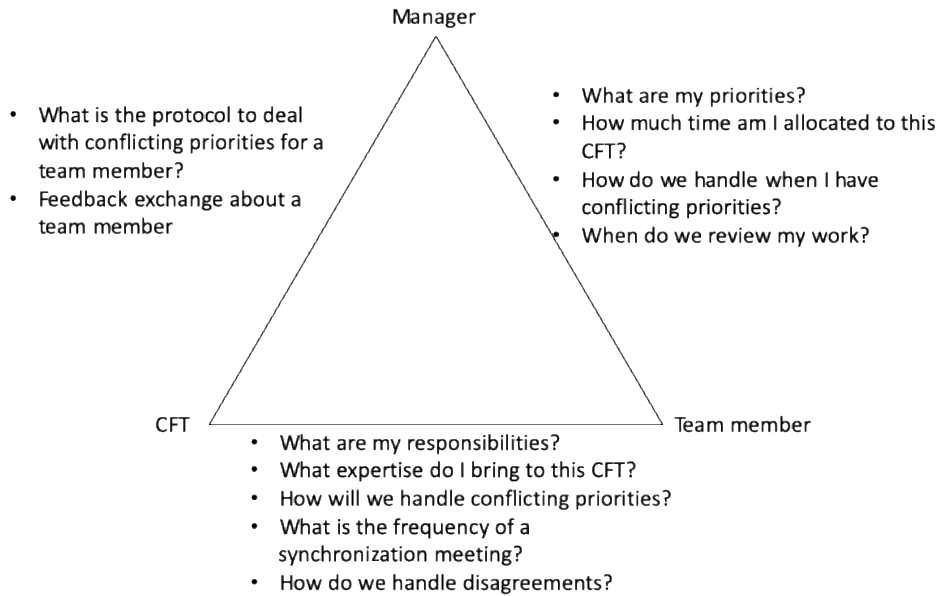 Manager
• What is the protocol to deal
with conflicting priorities for a
team member?
• Feedback exchange about a
team member
• What are my priorities?
• How much time am I allocated to this
CFT?
• How do we handle when I have
conflicting priorities?
• When do we review my work?
CFT
Team member
• What are my responsibilities?
• What expertise do I bring to this CFT?
• How will we handle conflicting priorities?
• What is the frequency of a
synchronization meeting?
• How do we handle disagreements?